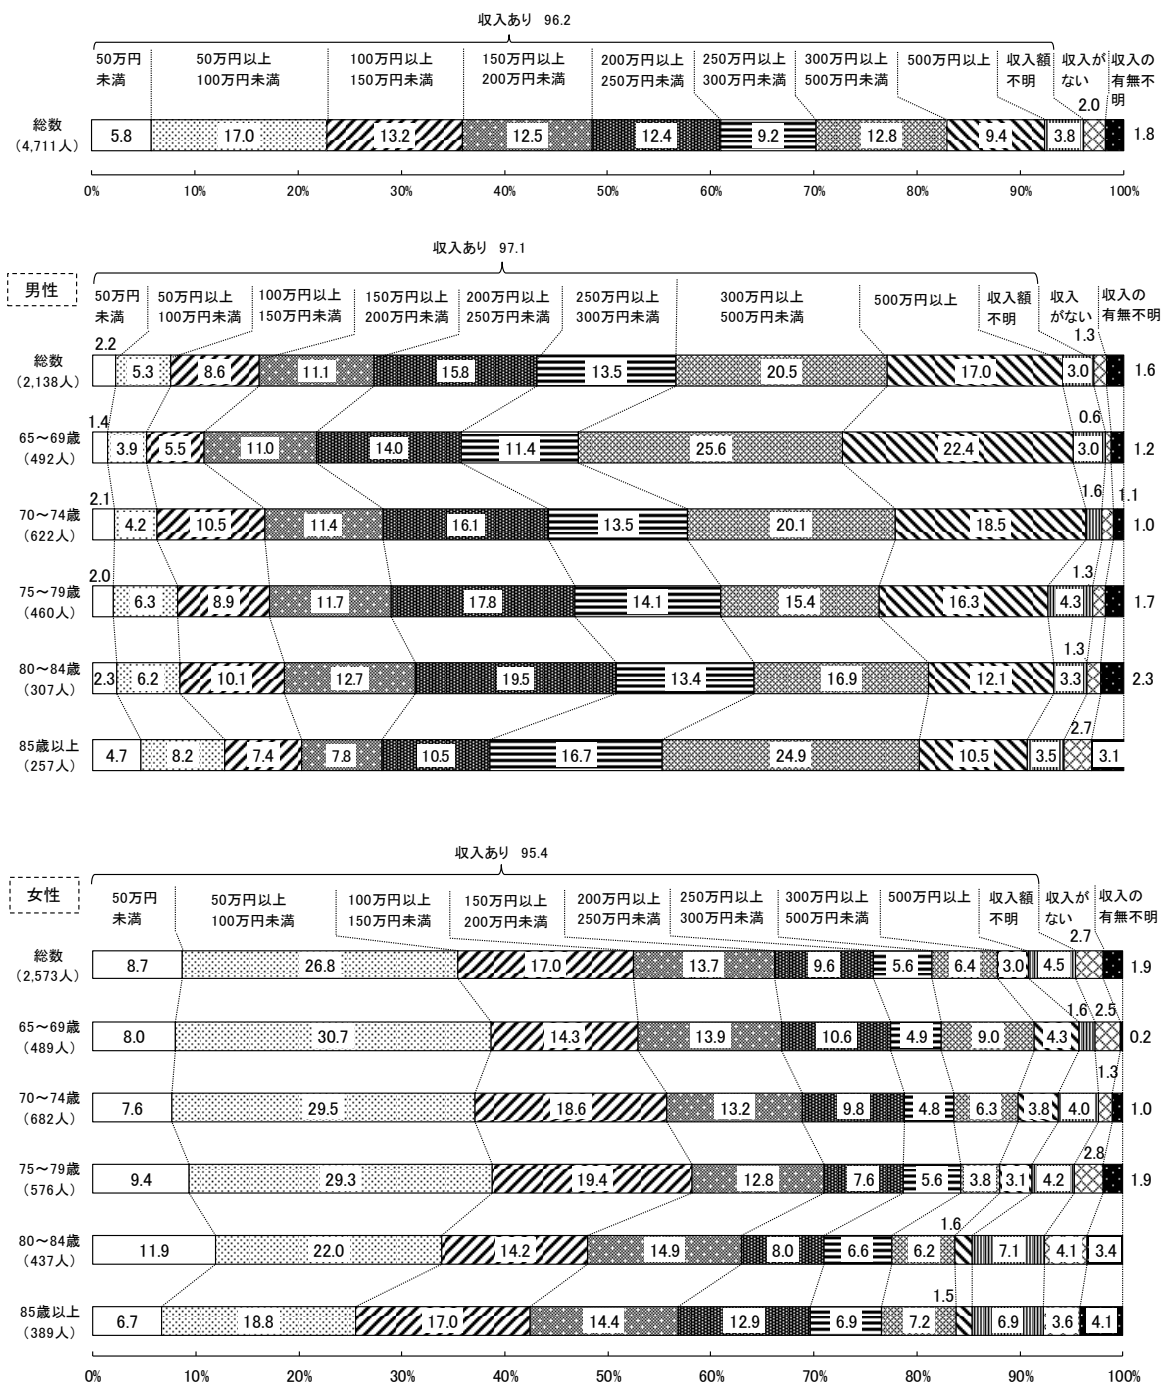 収入あり 96.2
50万円未満
50万円以上100万円未満
100万円以上150万円未満
150万円以上200万円未満
200万円以上250万円未満
250万円以上300万円未満
300万円以上500万円未満
500万円以上
収入額不明
収入がない
収入の有無不明
2.0
総数(4,711人)
5.8 17.0 13.2 12.5 12.4 9.2 12.8 9.4 3.8 1.8
0% 10% 20% 30% 40% 50% 60% 70% 80% 90% 100%
収入あり 97.1
男性
50万円未満
50万円以上100万円未満
100万円以上150万円未満
150万円以上200万円未満
200万円以上250万円未満
250万円以上300万円未満
300万円以上500万円未満
500万円以上
収入額不明
収入がない
収入の有無不明
2.2 1.3
総数(2,138人)
5.3 8.6 11.1 15.8 13.5 20.5 17.0 3.0 1.6
1.4 0.6
65～69歳(492人)
3.9 5.5 11.0 14.0 11.4 25.6 22.4 3.0 1.2
2.1 1.6 1.1
70～74歳(622人)
4.2 10.5 11.4 16.1 13.5 20.1 18.5 1.0
2.0 1.3
75～79歳(460人)
6.3 8.9 11.7 17.8 14.1 15.4 16.3 4.3 1.7
1.3
80～84歳(307人)
2.3 6.2 10.1 12.7 19.5 13.4 16.9 12.1 3.3 2.3
2.7
85歳以上(257人)
4.7 8.2 7.4 7.8 10.5 16.7 24.9 10.5 3.5 3.1
収入あり 95.4
女性
50万円未満
50万円以上100万円未満
100万円以上150万円未満
150万円以上200万円未満
200万円以上250万円未満
250万円以上300万円未満
300万円以上500万円未満
500万円以上
収入額不明
収入がない
収入の有無不明
2.7
総数(2,573人)
8.7 26.8 17.0 13.7 9.6 5.6 6.4 3.0 4.5 1.9
1.6 2.5
65～69歳(489人)
8.0 30.7 14.3 13.9 10.6 4.9 9.0 4.3 0.2
1.3
70～74歳(682人)
7.6 29.5 18.6 13.2 9.8 4.8 6.3 3.8 4.0 1.0
2.8
75～79歳(576人)
9.4 29.3 19.4 12.8 7.6 5.6 3.8 3.1 4.2 1.9
1.6
80～84歳(437人)
11.9 22.0 14.2 14.9 8.0 6.6 6.2 7.1 4.1 3.4
1.5
85歳以上(389人)
6.7 18.8 17.0 14.4 12.9 6.9 7.2 6.9 3.6 4.1
0% 10% 20% 30% 40% 50% 60% 70% 80% 90% 100%